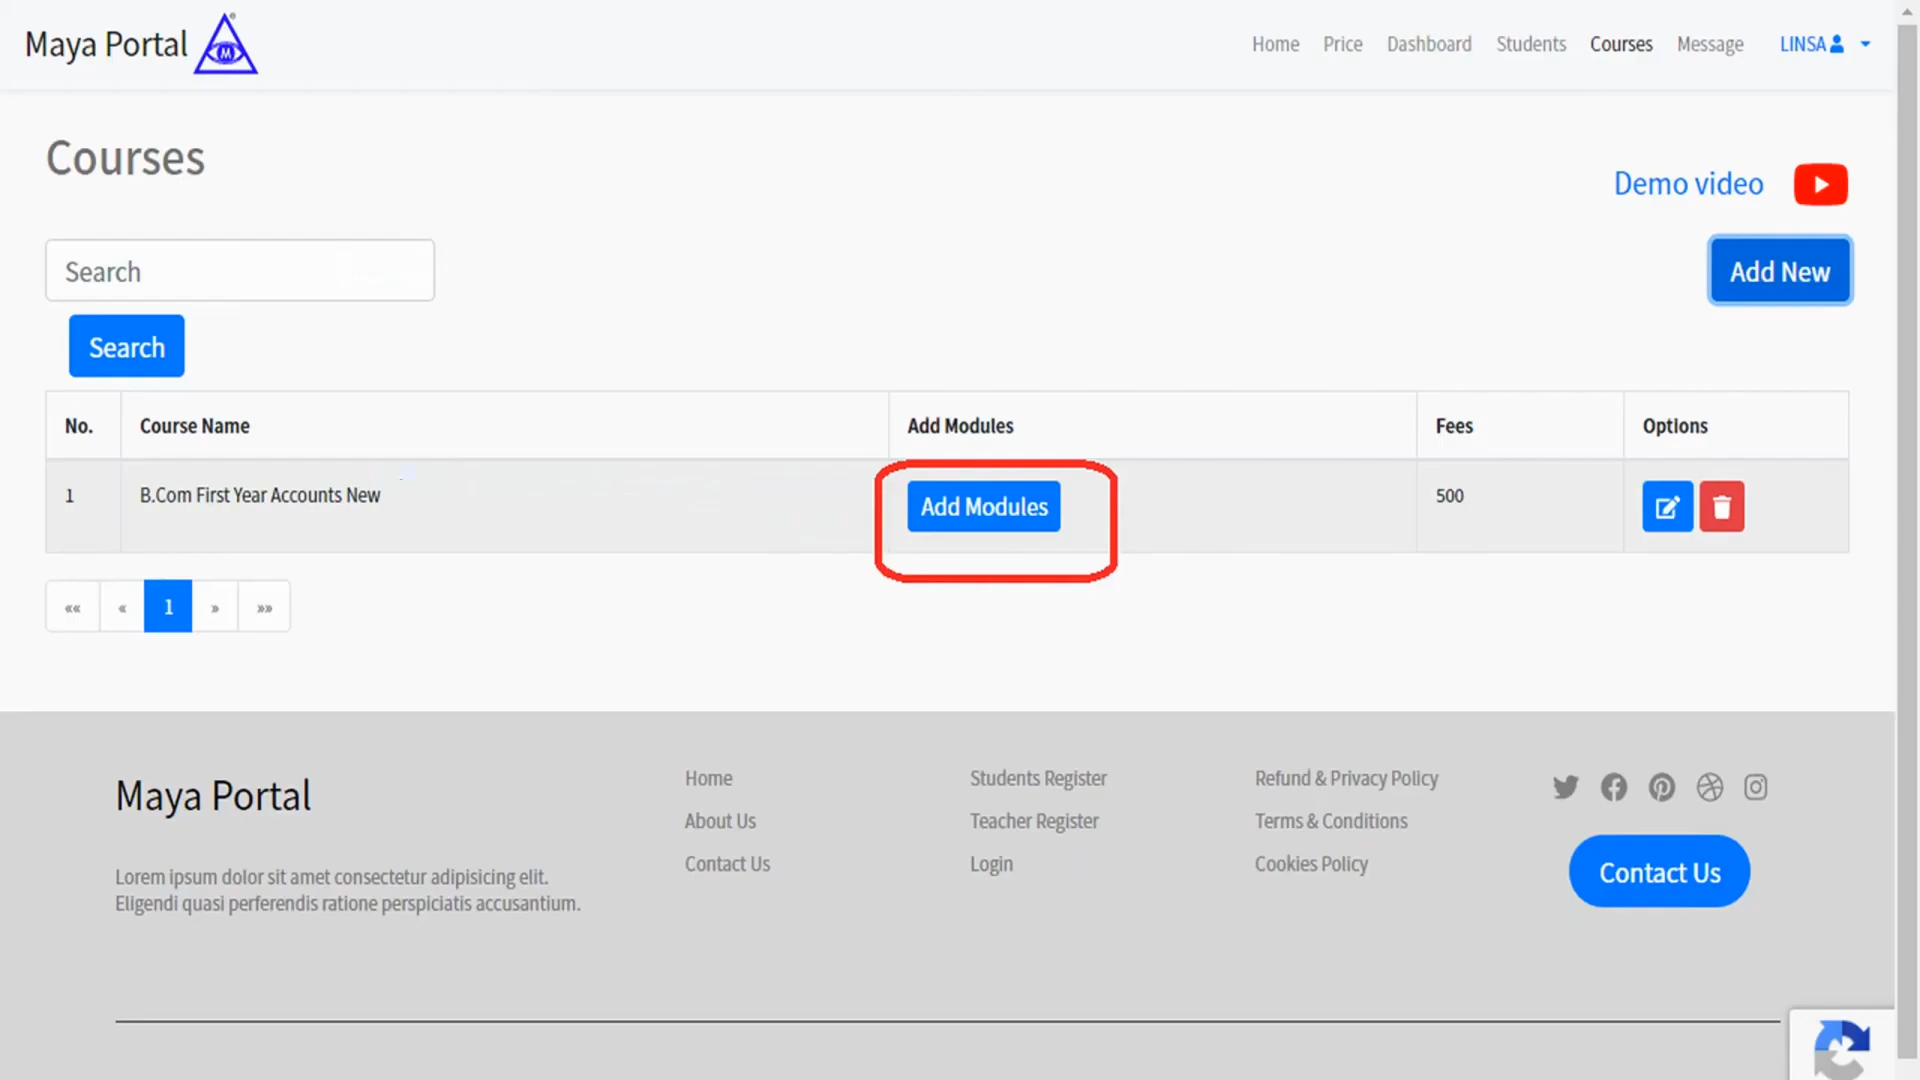 Maya Portal M
Home Price Dashboard Students Courses Message LINSA
Courses
Demo video
Search
Add New
Search
No. Course Name Add Modules Fees Options
1 B.Com First Year Accounts New Add Modules 500
«« « 1 » »»
Maya Portal
Lorem ipsum dolor sit amet consectetur adipisicing elit.
Eligendi quasi perferendis ratione perspiciatis accusantium.
Home
About Us
Contact Us
Students Register
Teacher Register
Login
Refund & Privacy Policy
Terms & Conditions
Cookies Policy
Contact Us